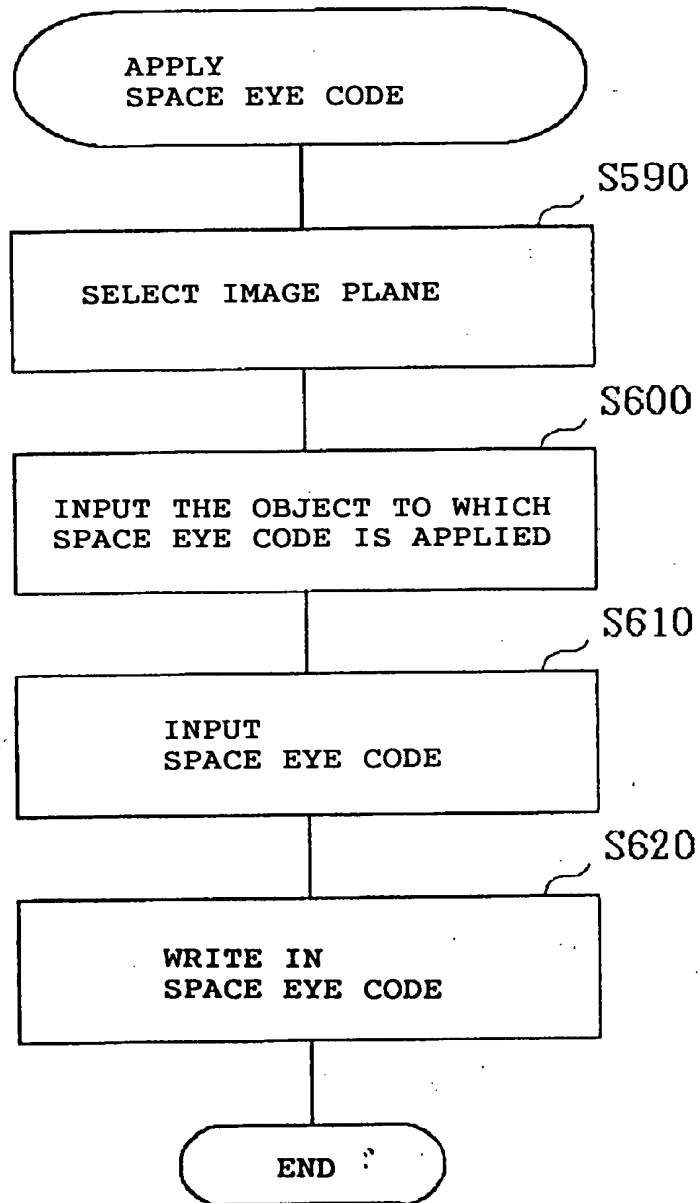 APPLY
SPACE EYE CODE
S590
SELECT IMAGE PLANE
S600
INPUT THE OBJECT TO WHICH
SPACE EYE CODE IS APPLIED
S610
INPUT
SPACE EYE CODE
S620
WRITE IN
SPACE EYE CODE
END